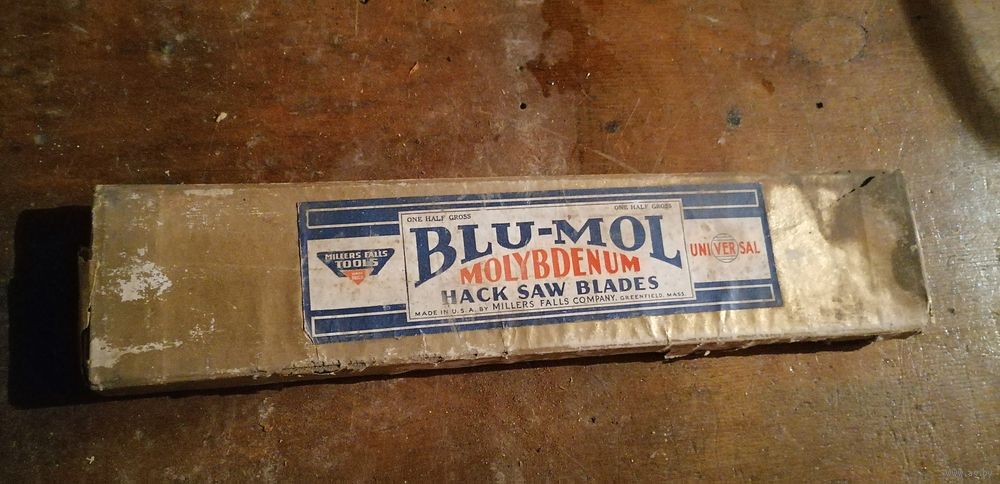 ONE HALF GROSS
ONE HALF GROSS
BLU-MOL
MOLYBDENUM
HACK SAW BLADES
MADE IN U.S.A. BY MILLERS FALLS COMPANY, GREENFIELD, MASS.
MILLERS FALLS
TOOLS
UNIVERSAL